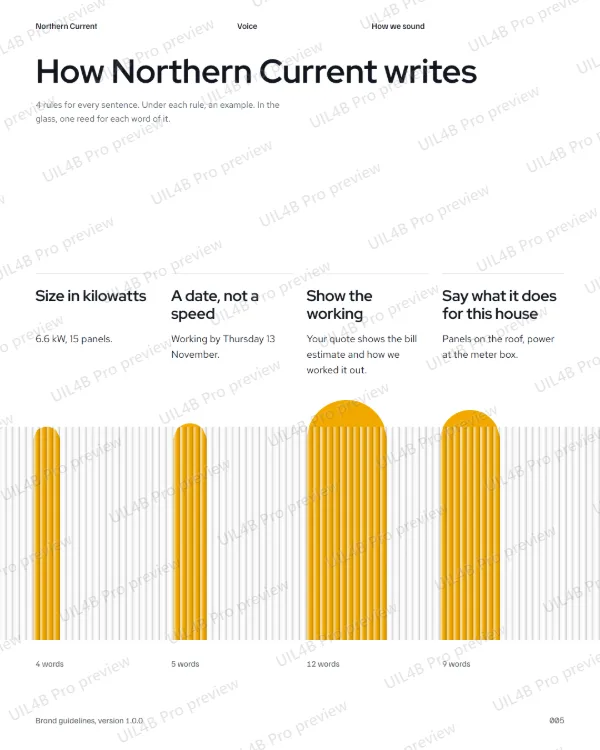 Northern Current
Voice
How we sound
How Northern Current writes
4 rules for every sentence. Under each rule, an example. In the
glass, one reed for each word of it.
Size in kilowatts
6.6 kW, 15 panels.
A date, not a
speed
Working by Thursday 13
November.
Show the
working
Your quote shows the bill
estimate and how we
worked it out.
Say what it does
for this house
Panels on the roof, power
at the meter box.
4 words
5 words
12 words
9 words
Brand guidelines, version 1.0.0
005
UIL4B Pro preview